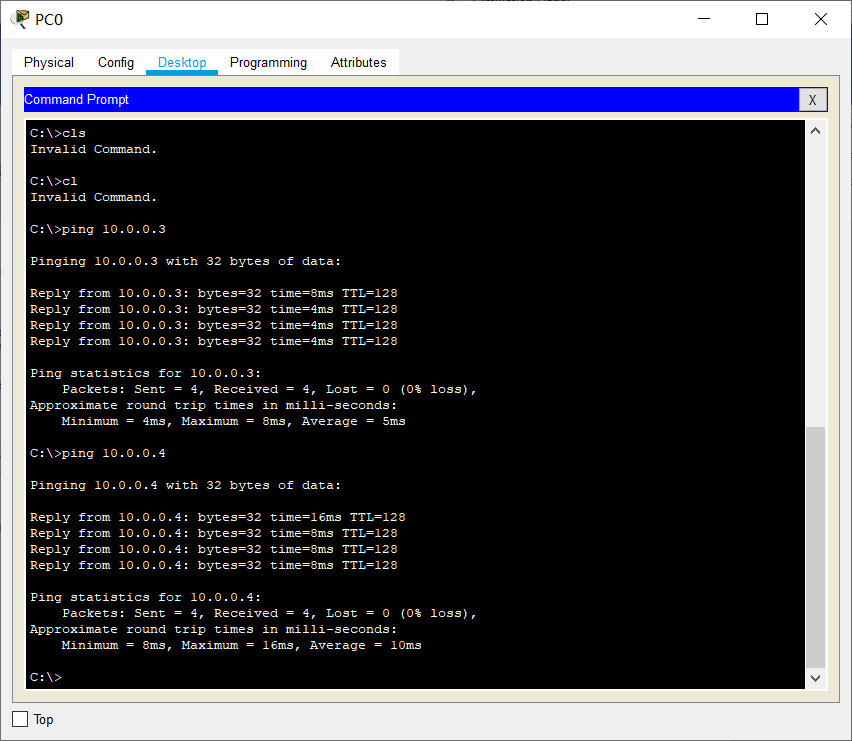 PC0
Physical Config Desktop Programming Attributes
Command Prompt
X
C:\>cls
Invalid Command.
C:\>cl
Invalid Command.
C:\>ping 10.0.0.3
Pinging 10.0.0.3 with 32 bytes of data:
Reply from 10.0.0.3: bytes=32 time=8ms TTL=128
Reply from 10.0.0.3: bytes=32 time=4ms TTL=128
Reply from 10.0.0.3: bytes=32 time=4ms TTL=128
Reply from 10.0.0.3: bytes=32 time=4ms TTL=128
Ping statistics for 10.0.0.3:
    Packets: Sent = 4, Received = 4, Lost = 0 (0% loss),
Approximate round trip times in milli-seconds:
    Minimum = 4ms, Maximum = 8ms, Average = 5ms
C:\>ping 10.0.0.4
Pinging 10.0.0.4 with 32 bytes of data:
Reply from 10.0.0.4: bytes=32 time=16ms TTL=128
Reply from 10.0.0.4: bytes=32 time=8ms TTL=128
Reply from 10.0.0.4: bytes=32 time=8ms TTL=128
Reply from 10.0.0.4: bytes=32 time=8ms TTL=128
Ping statistics for 10.0.0.4:
    Packets: Sent = 4, Received = 4, Lost = 0 (0% loss),
Approximate round trip times in milli-seconds:
    Minimum = 8ms, Maximum = 16ms, Average = 10ms
C:\>
Top